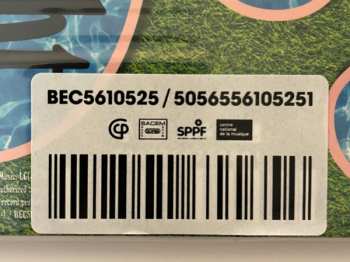 BEC5610525 / 5056556105251
SACEM
SPPF
centre
national
de la musique